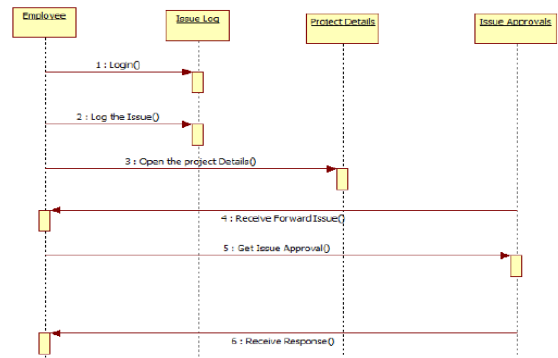 Employee
Issue Log
Project Details
Issue Approvals
1 : Login()
2 : Log the Issue()
3 : Open the project Details()
4 : Receive Forward Issue()
5 : Get Issue Approval()
6 : Receive Response()